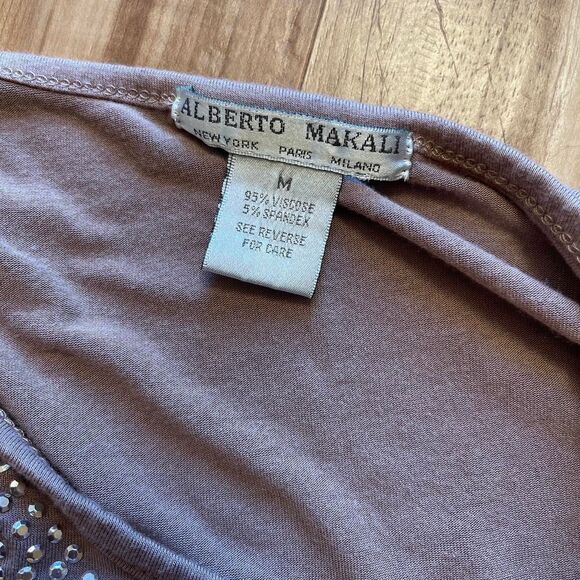 ALBERTO MAKALI
NEW YORK PARIS MILANO
M
95% VISCOSE
5% SPANDEX
SEE REVERSE
FOR CARE